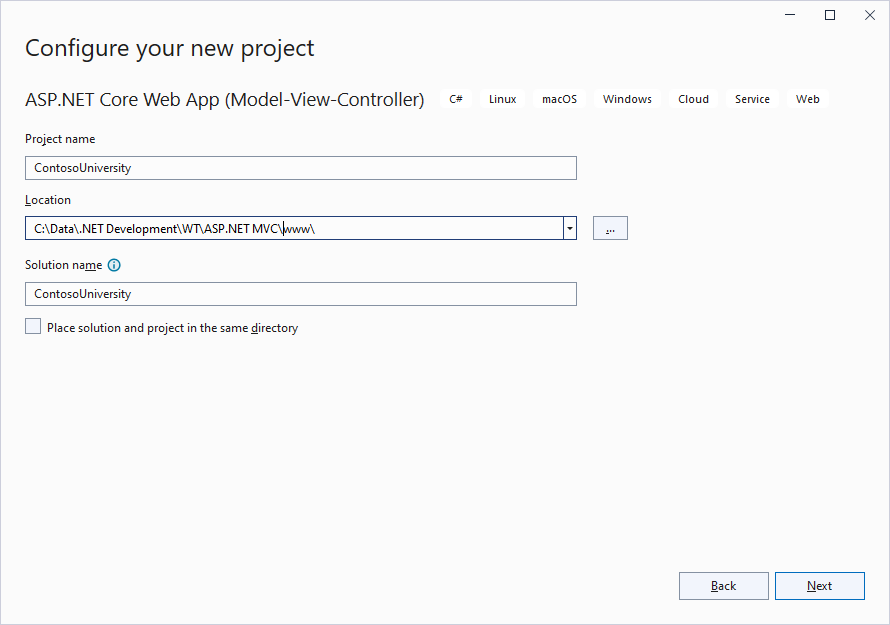 Configure your new project
ASP.NET Core Web App (Model-View-Controller) C# Linux macOS Windows Cloud Service Web
Project name
ContosoUniversity
Location
C:\Data\.NET Development\WT\ASP.NET MVC\www\
...
Solution name
ContosoUniversity
Place solution and project in the same directory
Back Next